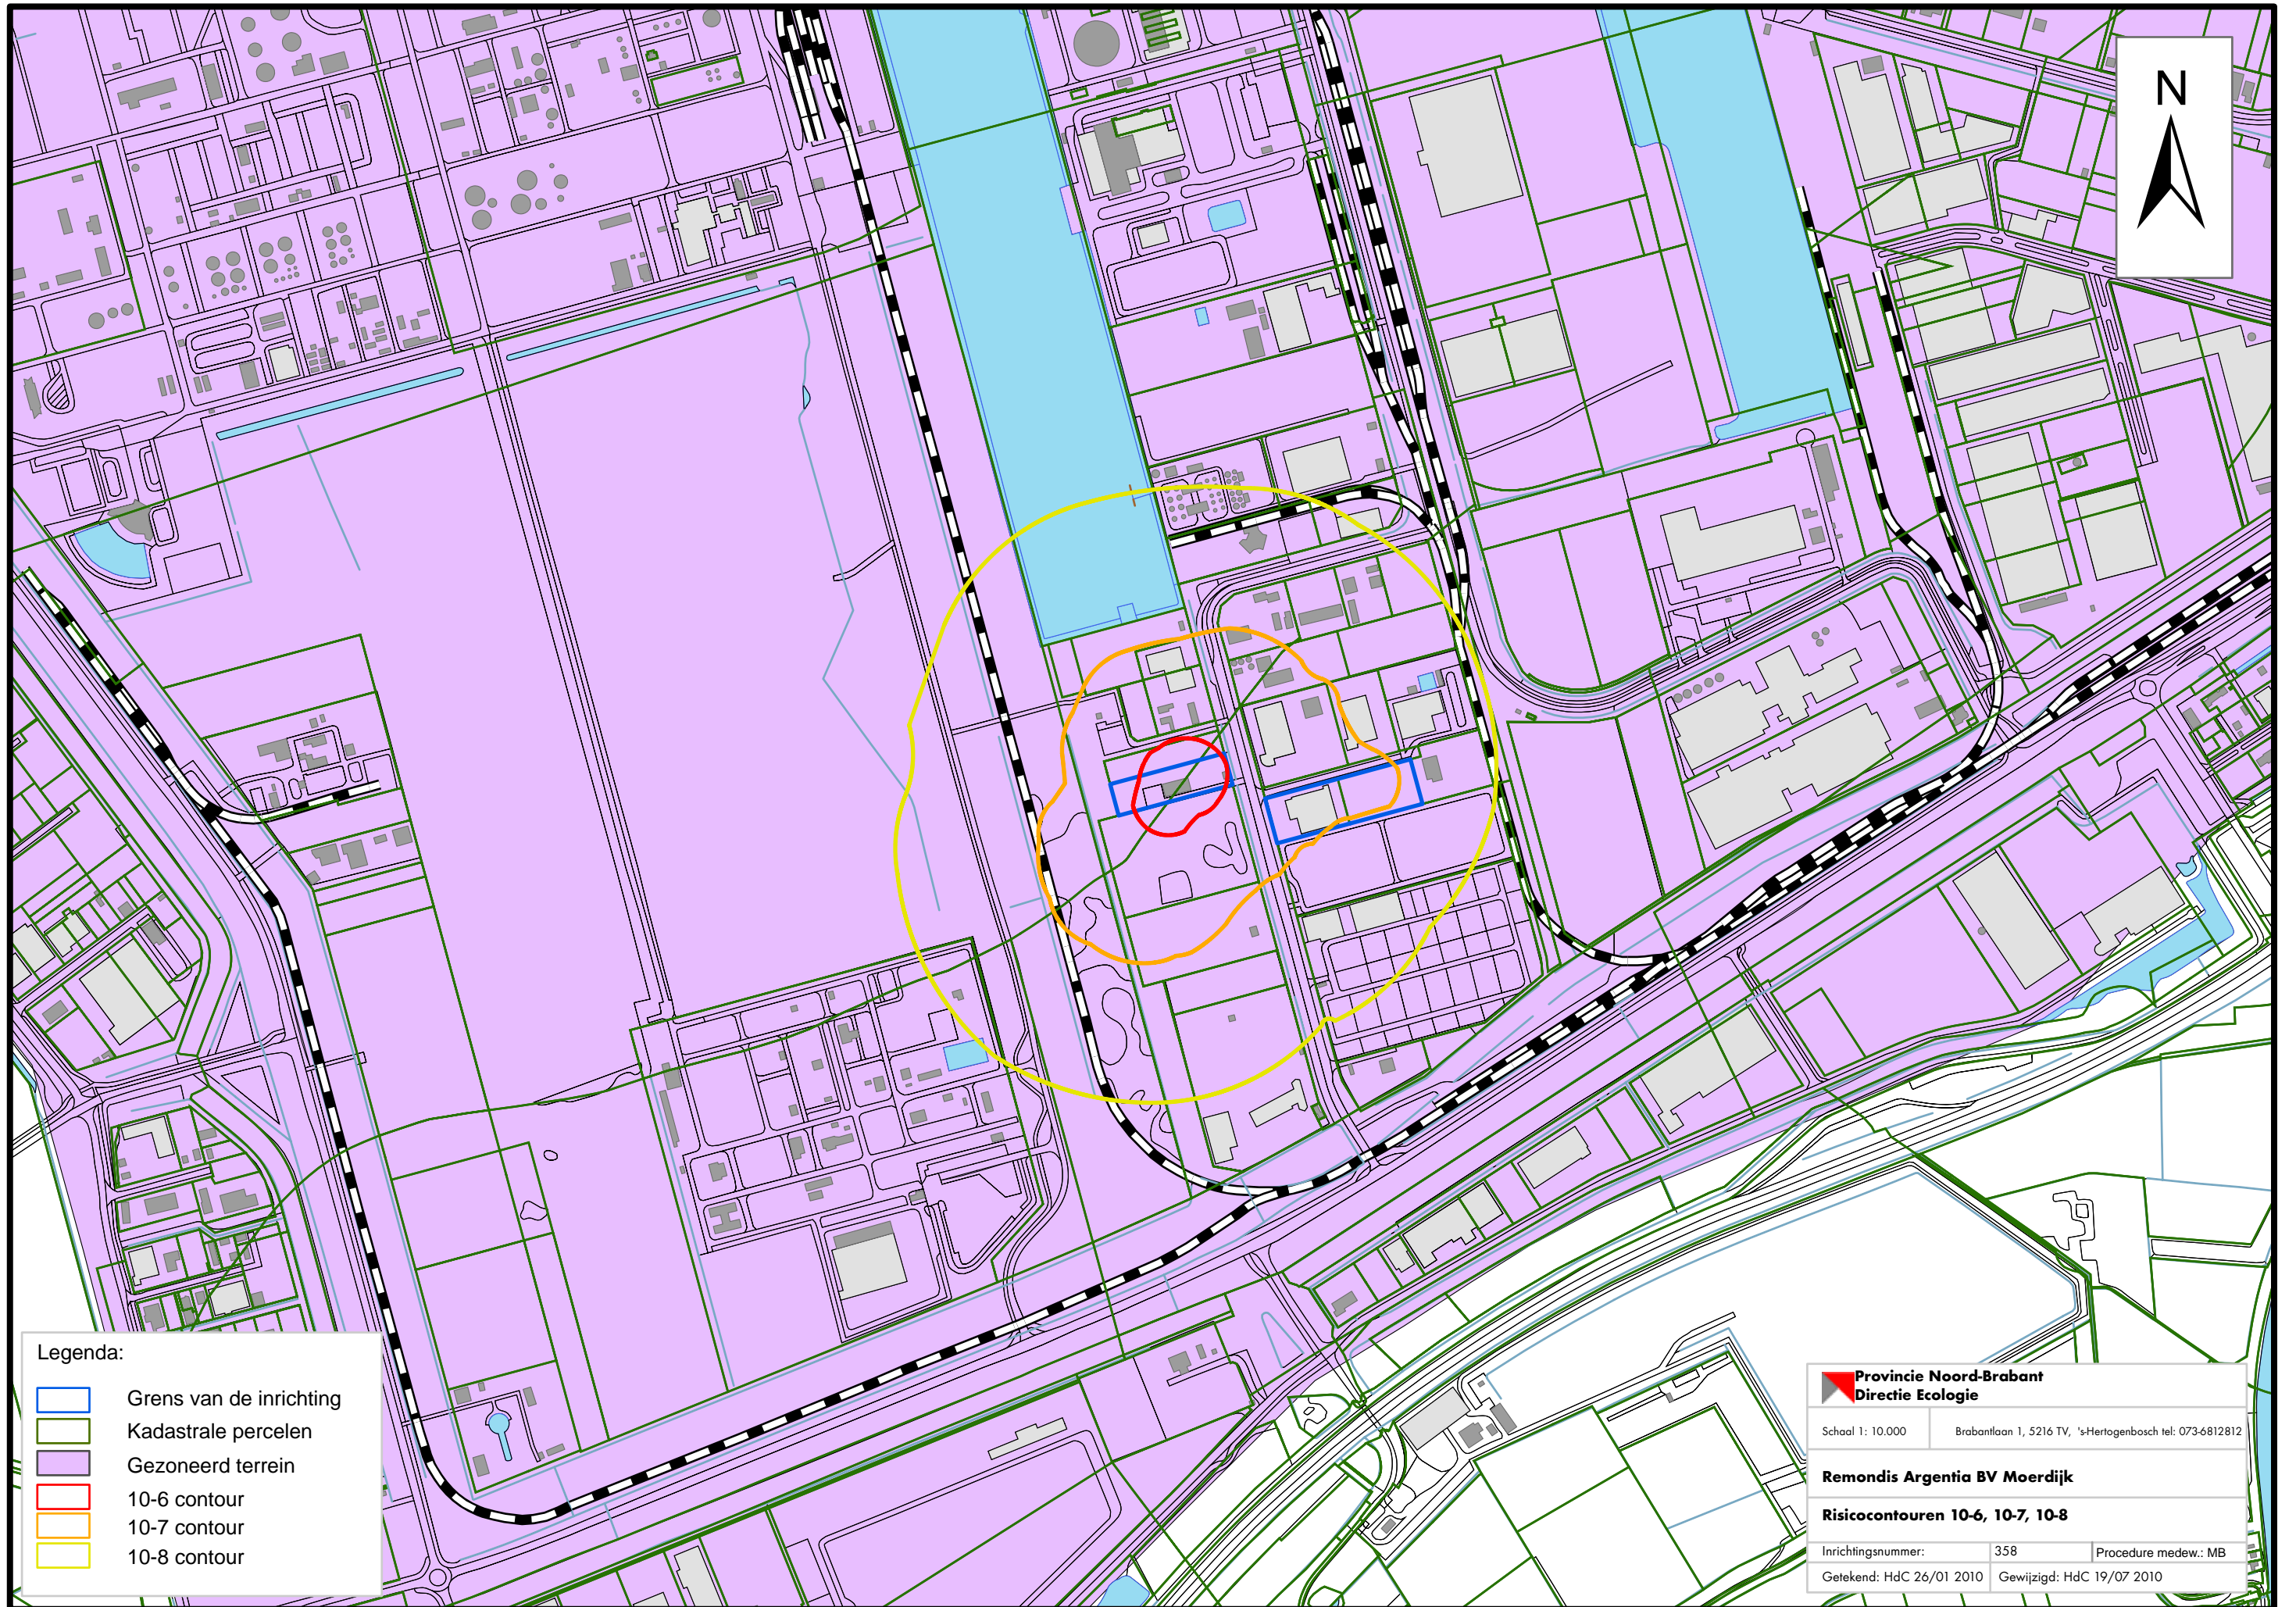 N
Legenda:
Grens van de inrichting
Kadastrale percelen
Gezoneerd terrein
10-6 contour
10-7 contour
10-8 contour
Provincie Noord-Brabant
Directie Ecologie
Schaal 1: 10.000
Brabantlaan 1, 5216 TV, 's-Hertogenbosch tel: 073-6812812
Remondis Argentia BV Moerdijk
Risicocontouren 10-6, 10-7, 10-8
Inrichtingsnummer: 358 Procedure medew.: MB
Getekend: HdC 26/01 2010 Gewijzigd: HdC 19/07 2010